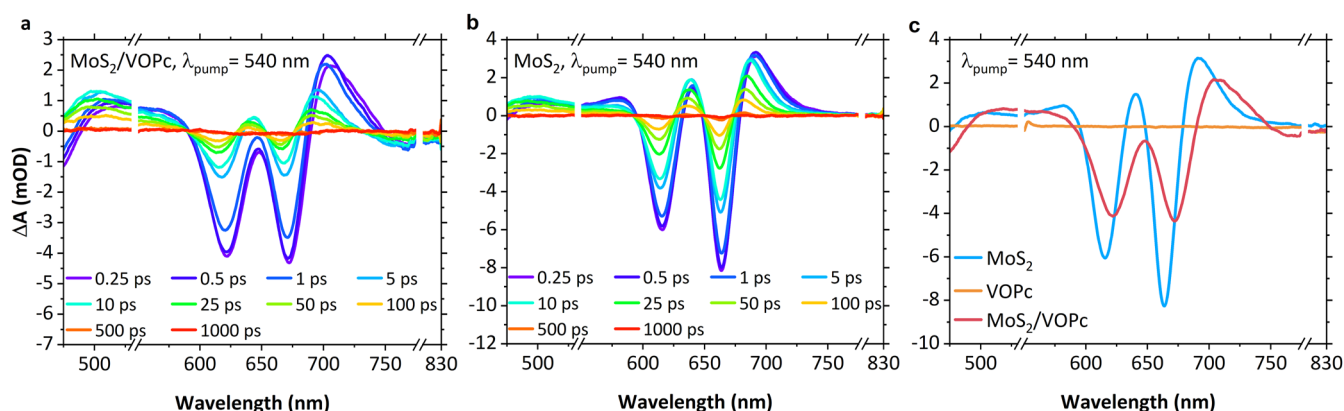 a
MoS2/VOPc, λpump= 540 nm
3
2
1
0
-1
-2
-3
-4
-5
-6
-7
ΔA (mOD)
0.25 ps 0.5 ps 1 ps 5 ps
10 ps 25 ps 50 ps 100 ps
500 ps 1000 ps
500 600 650 700 750 830
Wavelength (nm)
b
MoS2, λpump= 540 nm
4
2
0
-2
-4
-6
-8
-10
-12
0.25 ps 0.5 ps 1 ps 5 ps
10 ps 25 ps 50 ps 100 ps
500 ps 1000 ps
500 600 650 700 750 830
Wavelength (nm)
c
λpump= 540 nm
4
2
0
-2
-4
-6
-8
-10
MoS2
VOPc
MoS2/VOPc
500 600 650 700 750 830
Wavelength (nm)